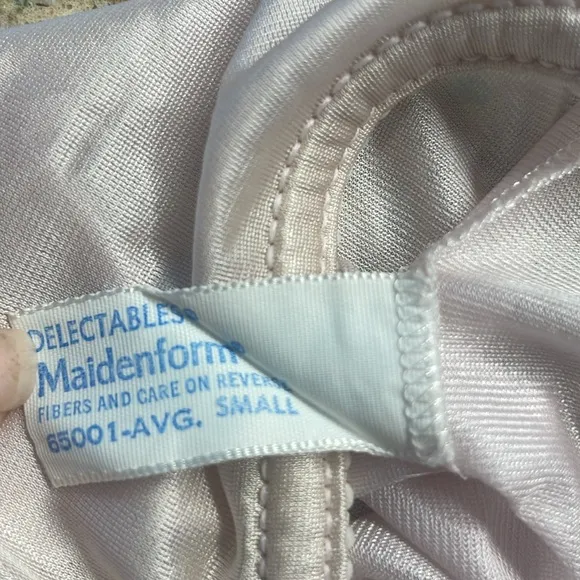 DELECTABLES®
Maidenform®
FIBERS AND CARE ON REVERSE
65001-AVG. SMALL